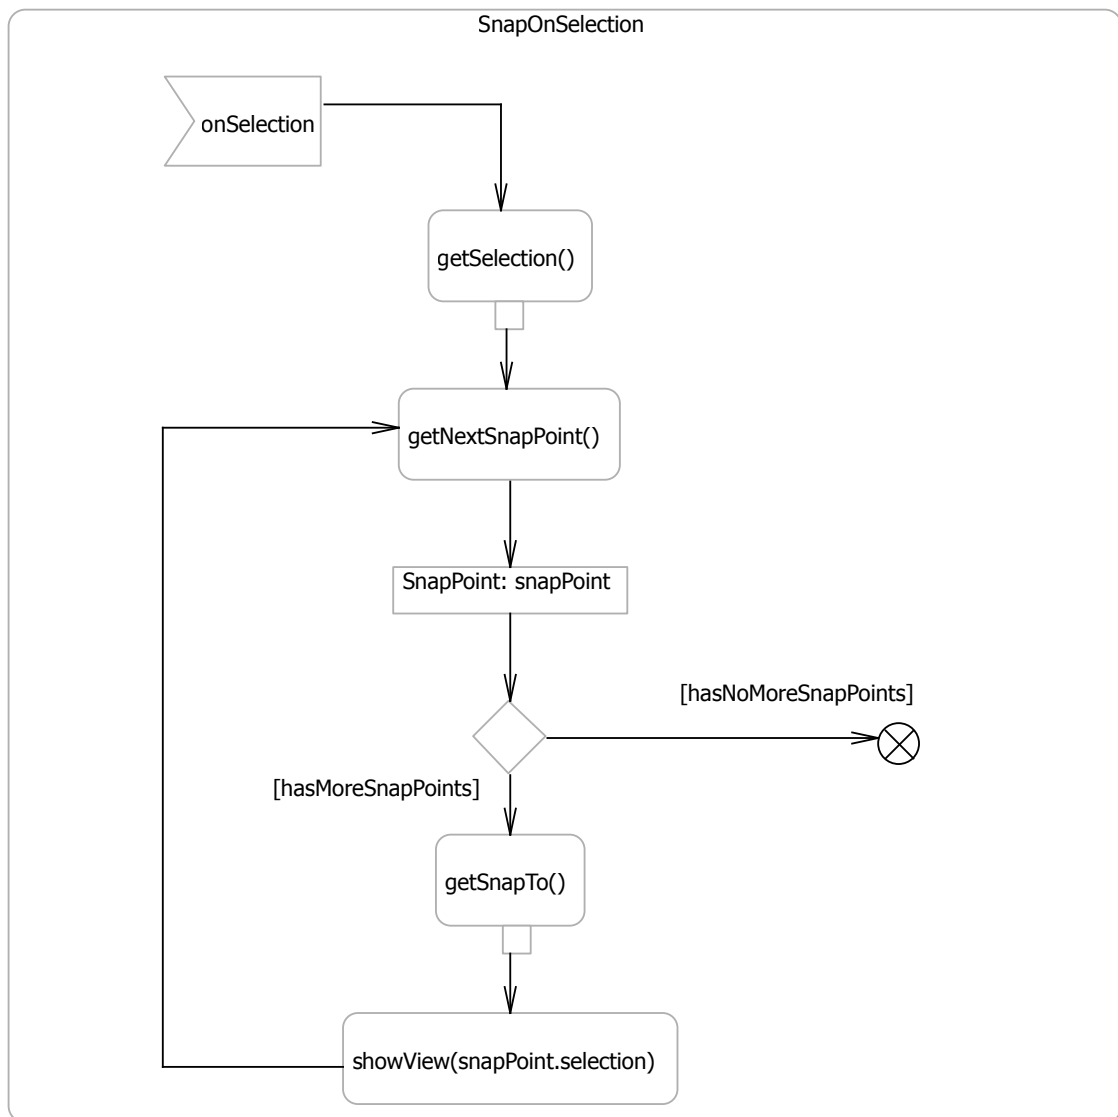 SnapOnSelection
onSelection
getSelection()
getNextSnapPoint()
SnapPoint: snapPoint
[hasNoMoreSnapPoints]
[hasMoreSnapPoints]
getSnapTo()
showView(snapPoint.selection)